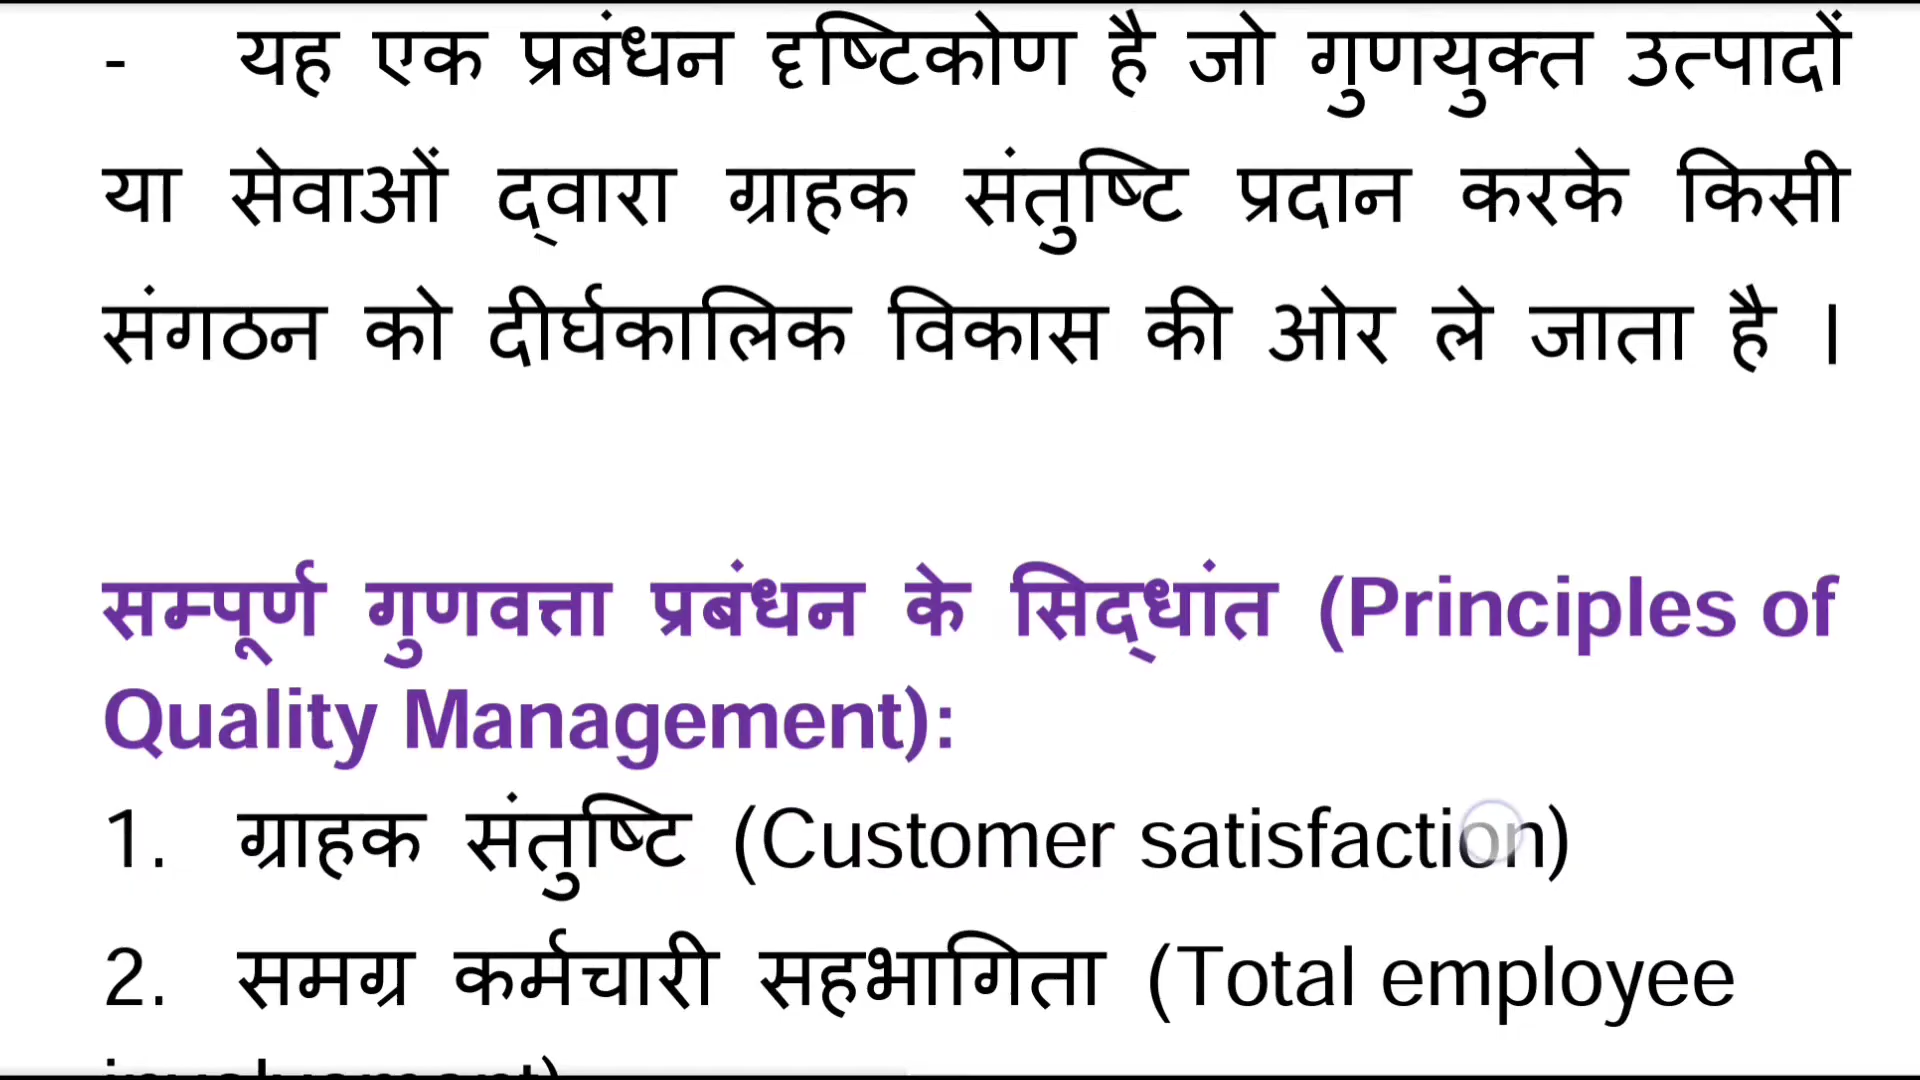 - यह एक प्रबंधन दृष्टिकोण है जो गुणयुक्त उत्पादों
या सेवाओं द्वारा ग्राहक संतुष्टि प्रदान करके किसी
संगठन को दीर्घकालिक विकास की ओर ले जाता है ।
सम्पूर्ण गुणवत्ता प्रबंधन के सिद्धांत (Principles of
Quality Management):
1. ग्राहक संतुष्टि (Customer satisfaction)
2. समग्र कर्मचारी सहभागिता (Total employee